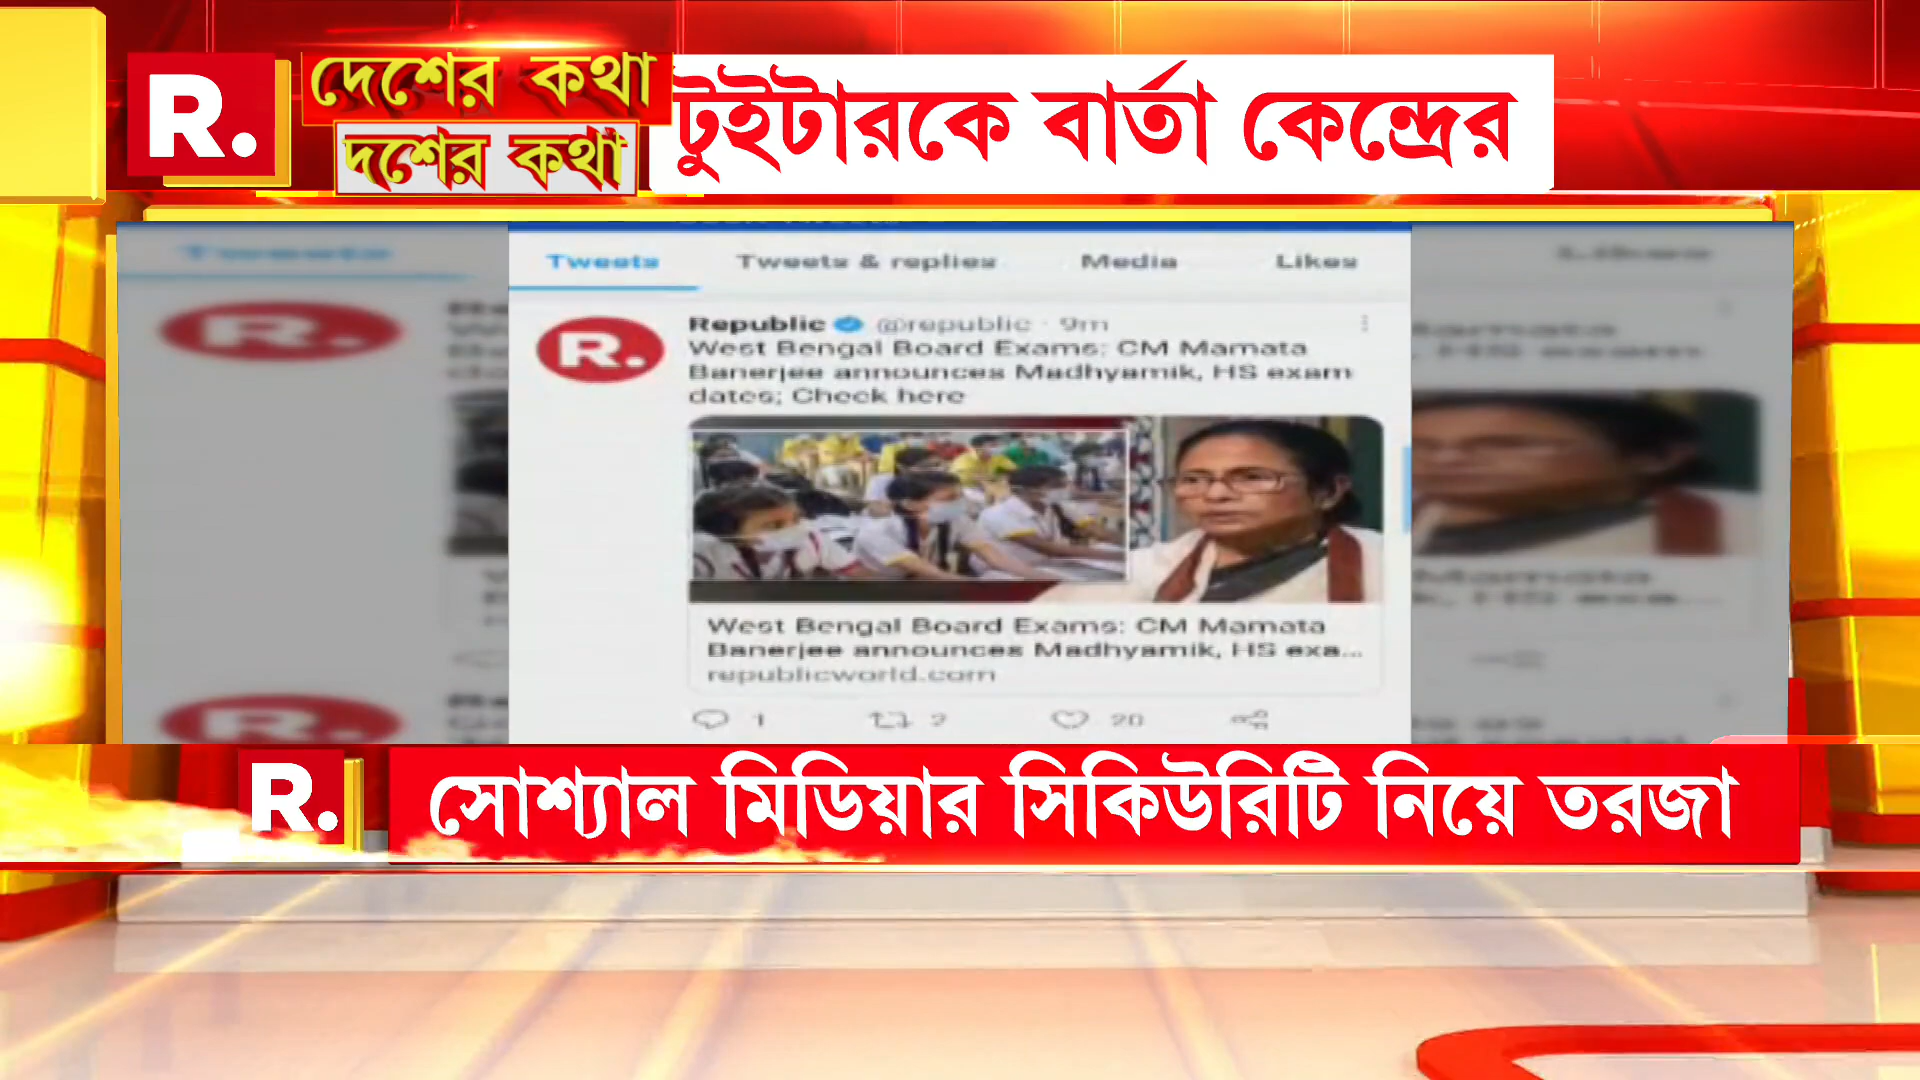 R.
দেশের কথা
দশের কথা
টুইটারকে বার্তা কেন্দ্রের
Tweets Tweets & replies Media Likes
R.
Republic @republic · 9m
West Bengal Board Exams: CM Mamata
Banerjee announces Madhyamik, HS exam
dates; Check here
West Bengal Board Exams: CM Mamata
Banerjee announces Madhyamik, HS exa...
republicworld.com
1 2 20
R.
সোশ্যাল মিডিয়ার সিকিউরিটি নিয়ে তরজা